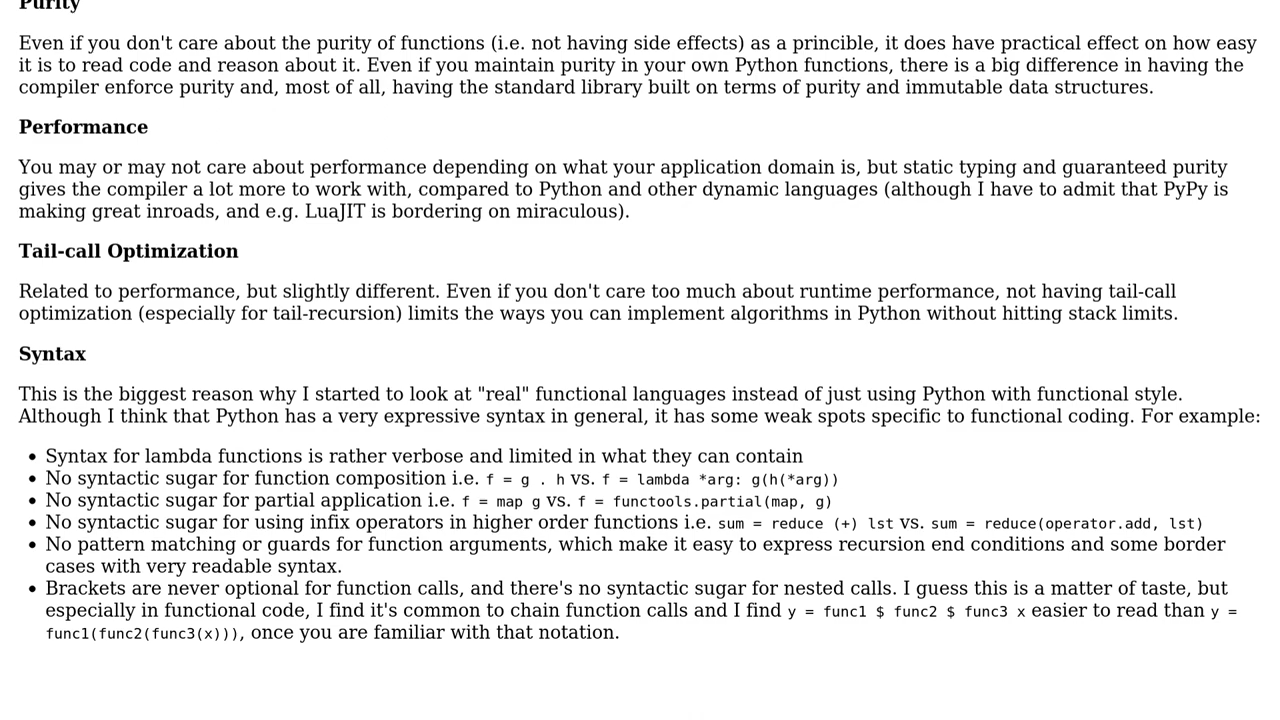 Purity
Even if you don't care about the purity of functions (i.e. not having side effects) as a princible, it does have practical effect on how easy
it is to read code and reason about it. Even if you maintain purity in your own Python functions, there is a big difference in having the
compiler enforce purity and, most of all, having the standard library built on terms of purity and immutable data structures.
Performance
You may or may not care about performance depending on what your application domain is, but static typing and guaranteed purity
gives the compiler a lot more to work with, compared to Python and other dynamic languages (although I have to admit that PyPy is
making great inroads, and e.g. LuaJIT is bordering on miraculous).
Tail-call Optimization
Related to performance, but slightly different. Even if you don't care too much about runtime performance, not having tail-call
optimization (especially for tail-recursion) limits the ways you can implement algorithms in Python without hitting stack limits.
Syntax
This is the biggest reason why I started to look at "real" functional languages instead of just using Python with functional style.
Although I think that Python has a very expressive syntax in general, it has some weak spots specific to functional coding. For example:
• Syntax for lambda functions is rather verbose and limited in what they can contain
• No syntactic sugar for function composition i.e. f = g . h vs. f = lambda *arg: g(h(*arg))
• No syntactic sugar for partial application i.e. f = map g vs. f = functools.partial(map, g)
• No syntactic sugar for using infix operators in higher order functions i.e. sum = reduce (+) lst vs. sum = reduce(operator.add, lst)
• No pattern matching or guards for function arguments, which make it easy to express recursion end conditions and some border
cases with very readable syntax.
• Brackets are never optional for function calls, and there's no syntactic sugar for nested calls. I guess this is a matter of taste, but
especially in functional code, I find it's common to chain function calls and I find y = func1 $ func2 $ func3 x easier to read than y =
func1(func2(func3(x))), once you are familiar with that notation.